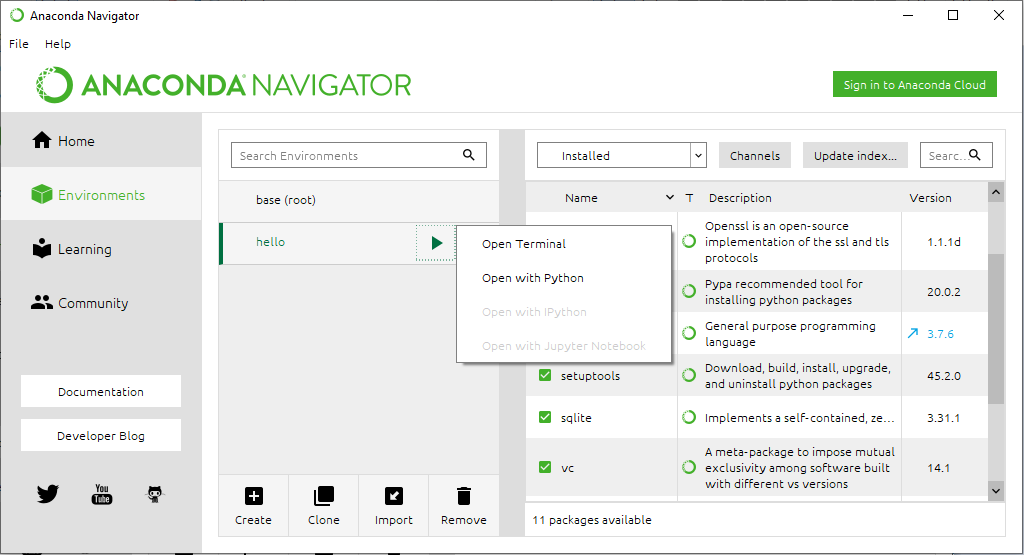 Anaconda Navigator
File Help
ANACONDA NAVIGATOR
Sign in to Anaconda Cloud
Home
Environments
Learning
Community
Documentation
Developer Blog
You
Tube
Search Environments
base (root)
hello
Open Terminal
Open with Python
Open with IPython
Open with Jupyter Notebook
Create Clone Import Remove
Installed Channels Update index... Searc...
Name T Description Version
Openssl is an open-source
implementation of the ssl and tls
protocols
1.1.1d
Pypa recommended tool for
installing python packages
20.0.2
General purpose programming
language
3.7.6
setuptools
Download, build, install, upgrade,
and uninstall python packages
45.2.0
sqlite Implements a self-contained, ze... 3.31.1
vc
A meta-package to impose mutual
exclusivity among software built
with different vs versions
14.1
11 packages available